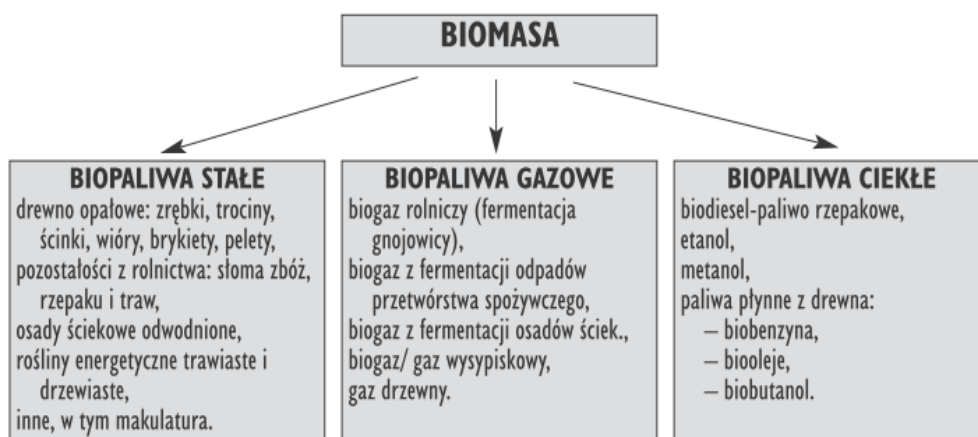 BIOMASA
BIOPALIWA STAŁE
drewno opałowe: zrębki, trociny,
ścinki, wióry, brykiety, pelety,
pozostałości z rolnictwa: słoma zbóż,
rzepaku i traw,
osady ściekowe odwodnione,
rośliny energetyczne trawiaste i
drzewiaste,
inne, w tym makulatura.
BIOPALIWA GAZOWE
biogaz rolniczy (fermentacja
gnojowicy),
biogaz z fermentacji odpadów
przetwórstwa spożywczego,
biogaz z fermentacji osadów ściek.,
biogaz/ gaz wysypiskowy,
gaz drzewny.
BIOPALIWA CIEKŁE
biodiesel-paliwo rzepakowe,
etanol,
metanol,
paliwa płynne z drewna:
– biobenzyna,
– biooleje,
– biobutanol.